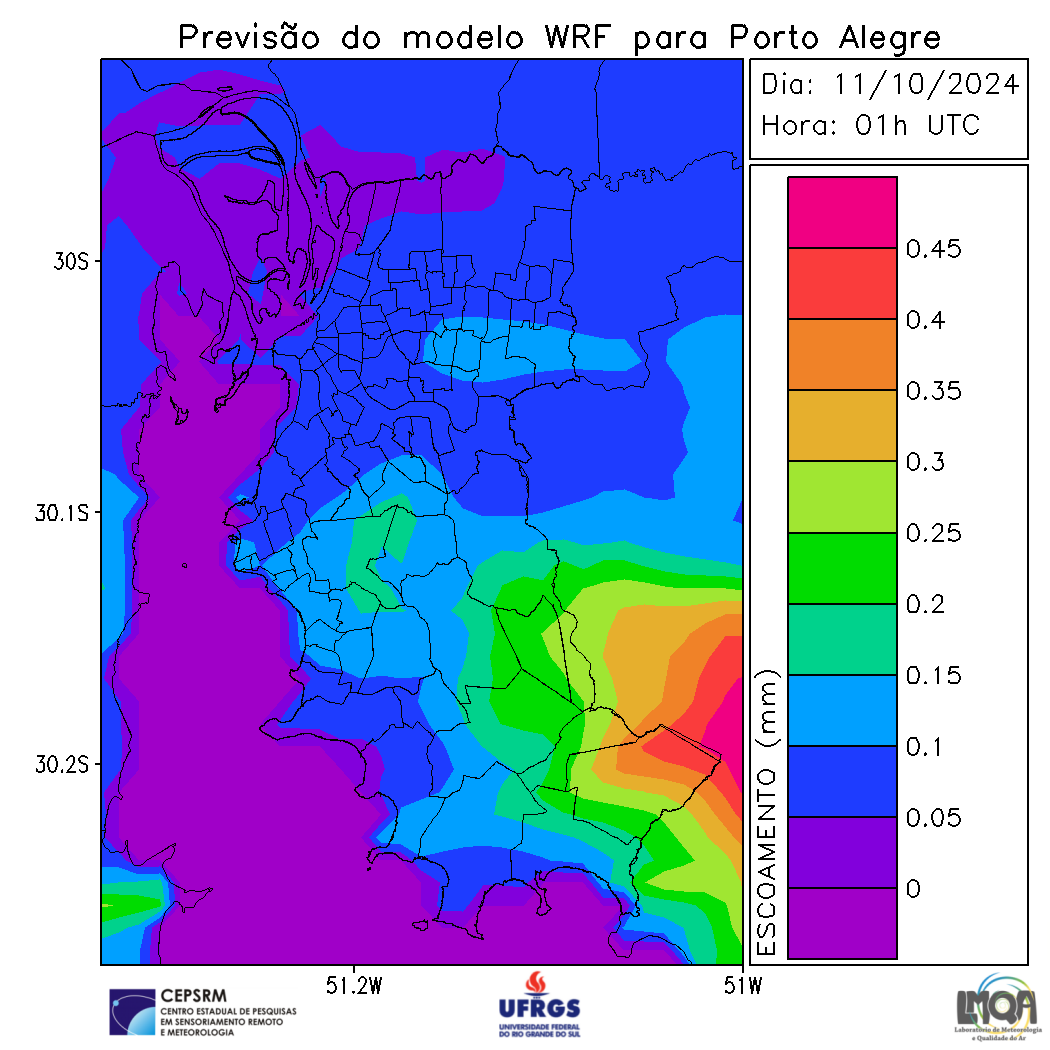 Previsão do modelo WRF para Porto Alegre
Dia: 11/10/2024
Hora: 01h UTC
30S
30.1S
30.2S
51.2W
51W
ESCOAMENTO (mm)
0.45
0.4
0.35
0.3
0.25
0.2
0.15
0.1
0.05
0
CEPSRM
CENTRO ESTADUAL DE PESQUISAS
EM SENSORIAMENTO REMOTO
E METEOROLOGIA
UFRGS
UNIVERSIDADE FEDERAL
DO RIO GRANDE DO SUL
LMQA
Laboratório de Meteorologia
e Qualidade do Ar